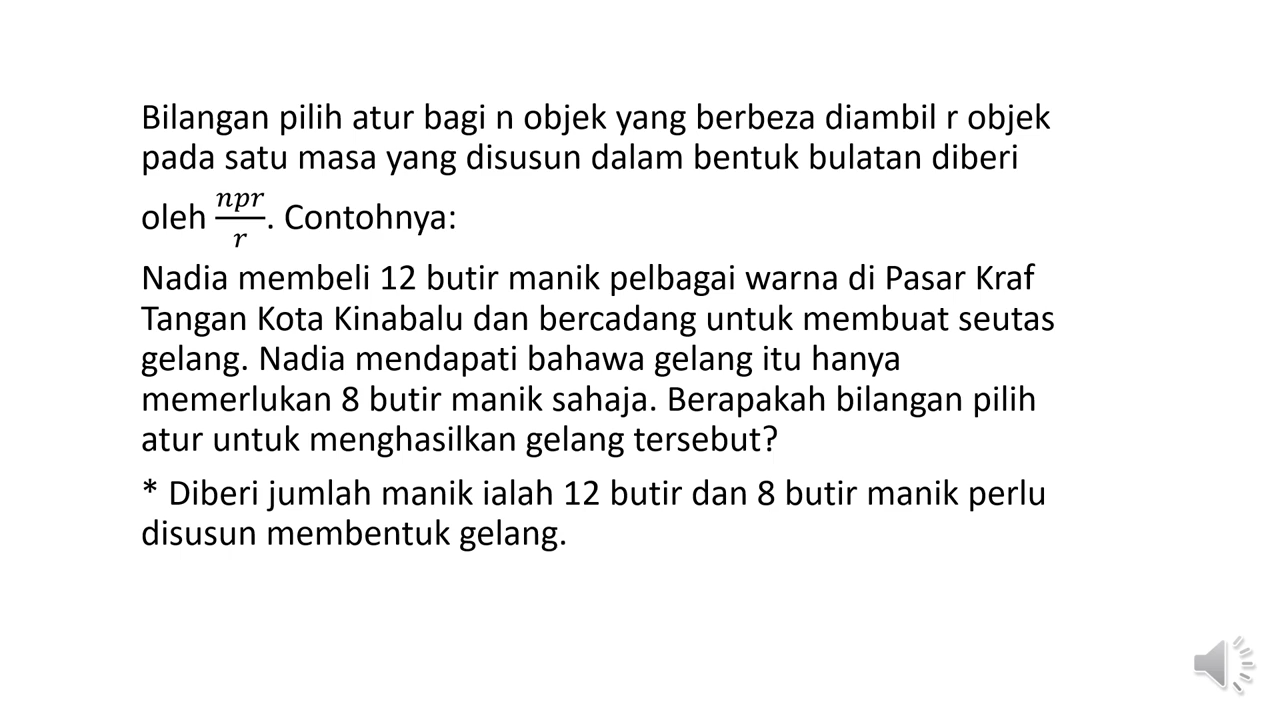 Bilangan pilih atur bagi n objek yang berbeza diambil r objek
pada satu masa yang disusun dalam bentuk bulatan diberi
oleh npr/r. Contohnya:
Nadia membeli 12 butir manik pelbagai warna di Pasar Kraf
Tangan Kota Kinabalu dan bercadang untuk membuat seutas
gelang. Nadia mendapati bahawa gelang itu hanya
memerlukan 8 butir manik sahaja. Berapakah bilangan pilih
atur untuk menghasilkan gelang tersebut?
* Diberi jumlah manik ialah 12 butir dan 8 butir manik perlu
disusun membentuk gelang.